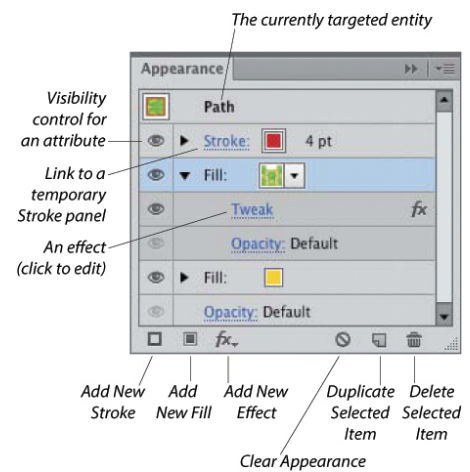 The currently targeted entity
Appearance
Path
Visibility
control for
an attribute
Stroke: 4 pt
Link to a
temporary
Stroke panel
Fill:
An effect
(click to edit)
Tweak fx
Opacity: Default
Fill:
Opacity: Default
fx
Add New
Stroke
Add
New Fill
Add New
Effect
Duplicate
Selected
Item
Delete
Selected
Item
Clear Appearance